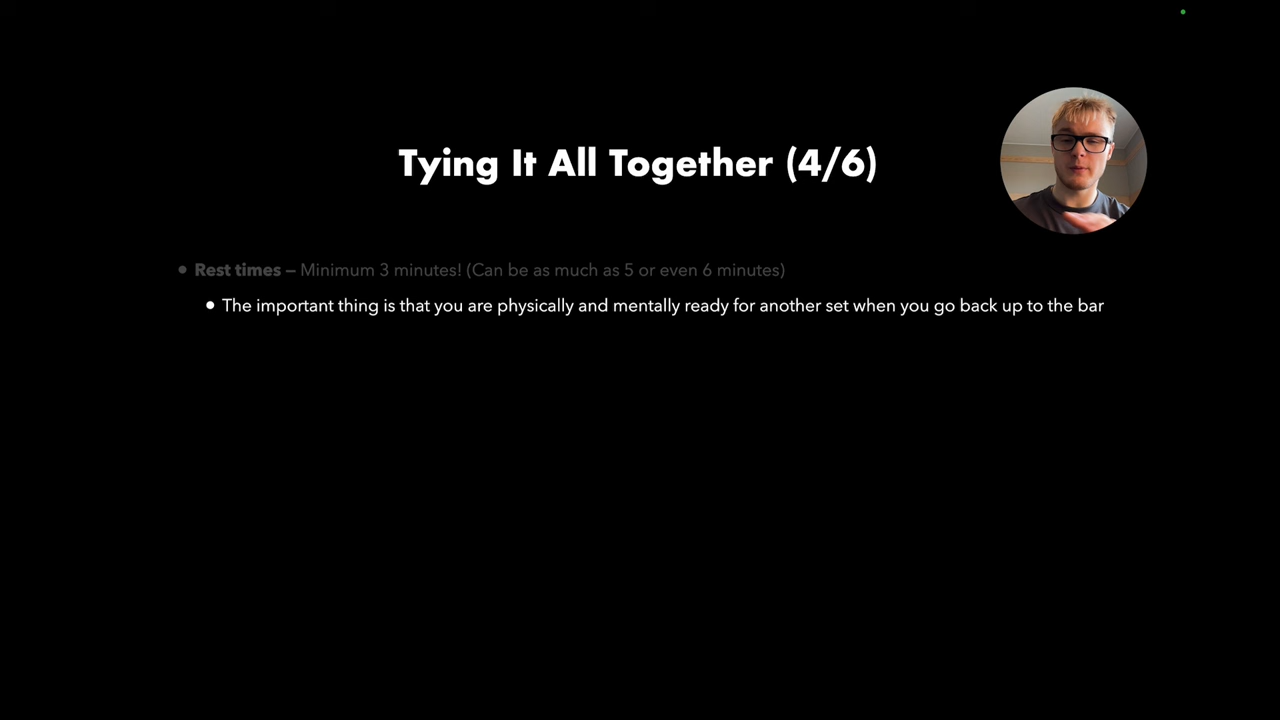 Tying It All Together (4/6)
• Rest times – Minimum 3 minutes! (Can be as much as 5 or even 6 minutes)
• The important thing is that you are physically and mentally ready for another set when you go back up to the bar